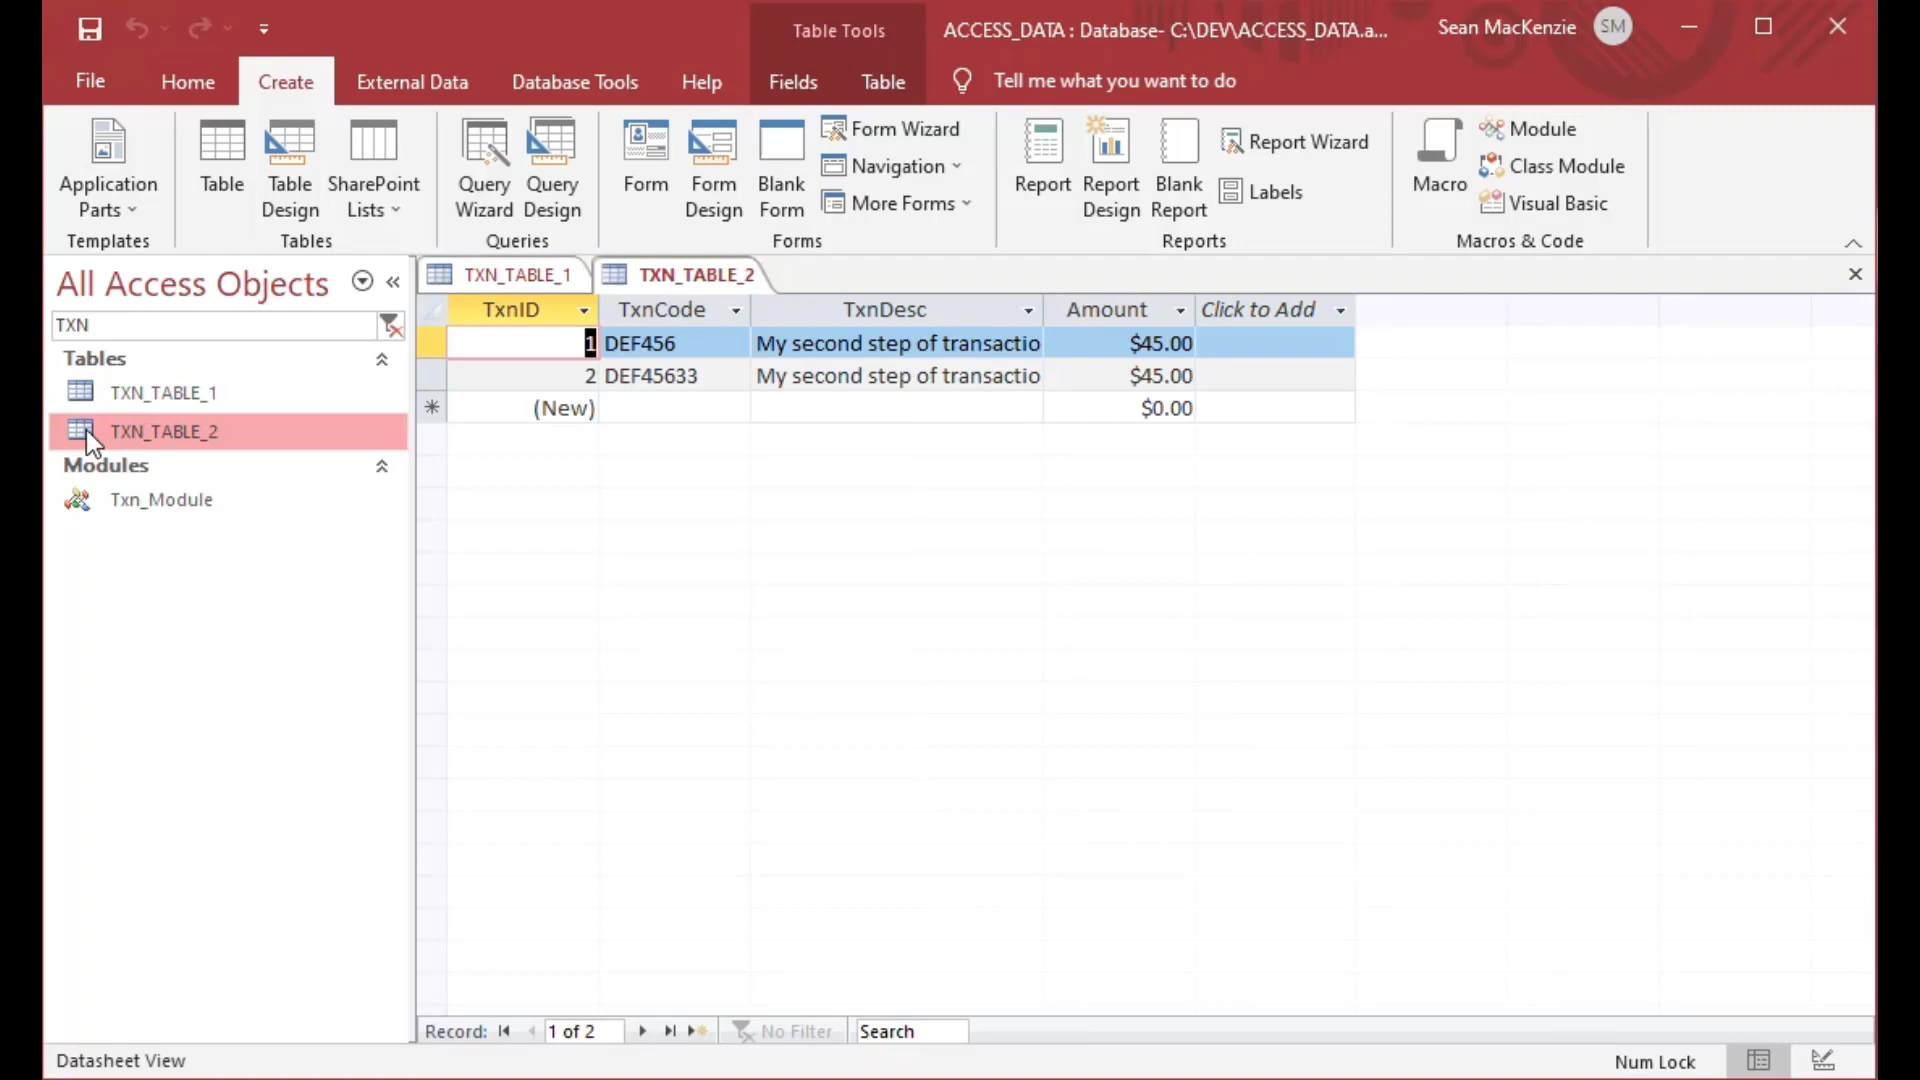 Table Tools
ACCESS_DATA : Database- C:\DEV\ACCESS_DATA.a...
Sean MacKenzie
SM
File
Home
Create
External Data
Database Tools
Help
Fields
Table
Tell me what you want to do
Application Parts
Templates
Table
Table Design
SharePoint Lists
Tables
Query Wizard
Query Design
Queries
Form
Form Design
Blank Form
Form Wizard
Navigation
More Forms
Forms
Report
Report Design
Blank Report
Report Wizard
Labels
Reports
Macro
Module
Class Module
Visual Basic
Macros & Code
All Access Objects
TXN
Tables
TXN_TABLE_1
TXN_TABLE_2
Modules
Txn_Module
TXN_TABLE_1
TXN_TABLE_2
TxnID TxnCode TxnDesc Amount Click to Add
1 DEF456 My second step of transactio $45.00
2 DEF45633 My second step of transactio $45.00
(New) $0.00
Record: 1 of 2 No Filter Search
Datasheet View
Num Lock